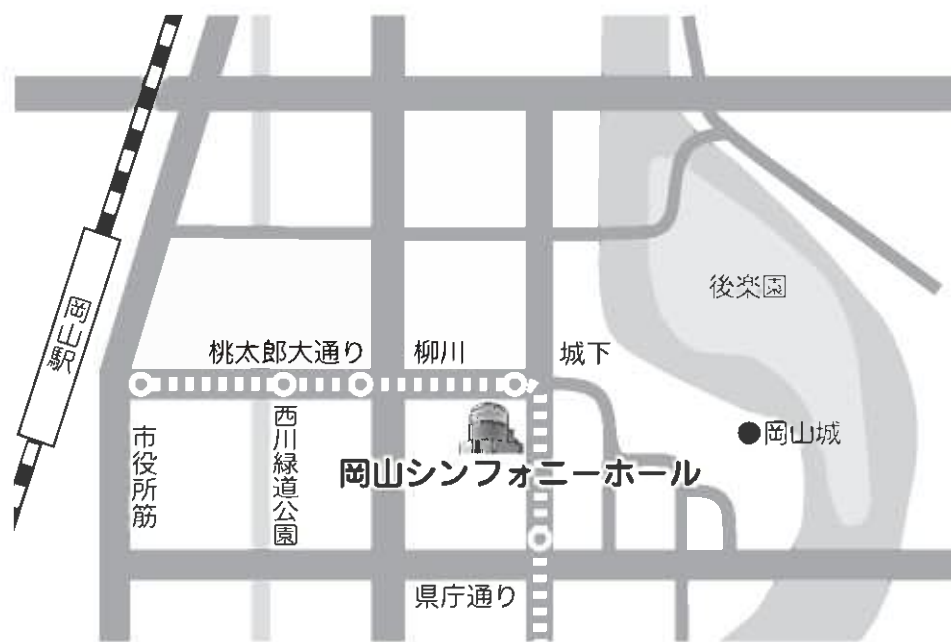 後楽園
岡山駅
桃太郎大通り
柳川
城下
市役所筋
西川緑道公園
岡山城
岡山シンフォニーホール
県庁通り